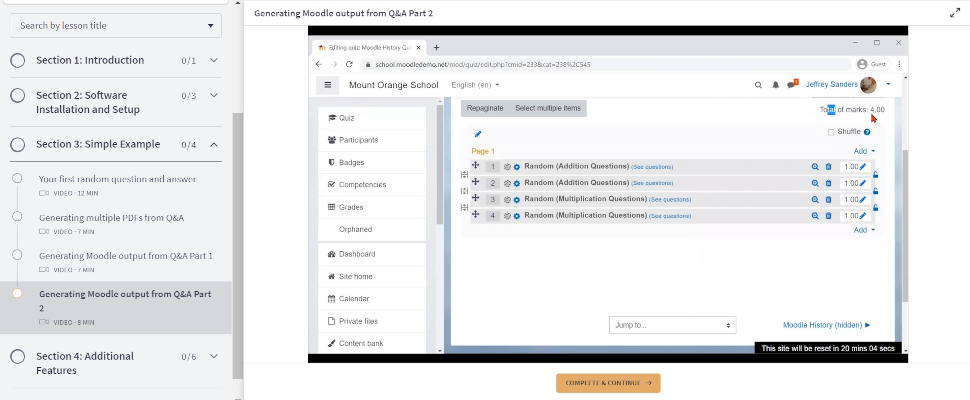 Search by lesson title
Section 1: Introduction 0/1
Section 2: Software
Installation and Setup 0/3
Section 3: Simple Example 0/4
Your first random question and answer
VIDEO · 12 MIN
Generating multiple PDFs from Q&A
VIDEO · 7 MIN
Generating Moodle output from Q&A Part 1
VIDEO · 7 MIN
Generating Moodle output from Q&A Part
2
VIDEO · 8 MIN
Section 4: Additional
Features 0/6
Generating Moodle output from Q&A Part 2
Editing quiz: Moodle History Qu
school.moodledemo.net/mod/quiz/edit.php?cmid=233&cat=238%2C545
Guest
Mount Orange School English (en)
Jeffrey Sanders
Quiz
Participants
Badges
Competencies
Grades
Orphaned
Dashboard
Site home
Calendar
Private files
Content bank
Repaginate Select multiple items
Total of marks: 4.00
Shuffle
Page 1 Add
1 Random (Addition Questions) (See questions) 1.00
2 Random (Addition Questions) (See questions) 1.00
3 Random (Multiplication Questions) (See questions) 1.00
4 Random (Multiplication Questions) (See questions) 1.00
Add
Jump to...
Moodle History (hidden)
This site will be reset in 20 mins 04 secs
COMPLETE & CONTINUE